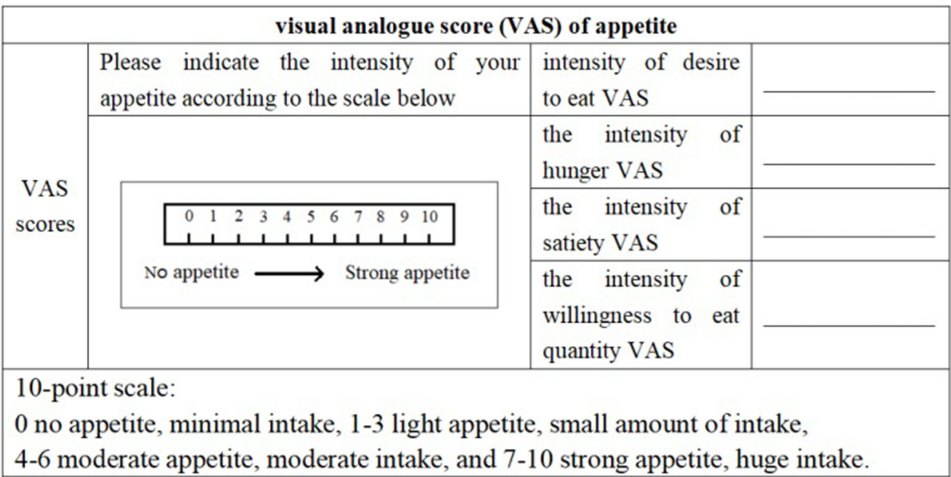 visual analogue score (VAS) of appetite
VAS
scores
Please indicate the intensity of your
appetite according to the scale below
0 1 2 3 4 5 6 7 8 9 10
No appetite Strong appetite
intensity of desire
to eat VAS
the intensity of
hunger VAS
the intensity of
satiety VAS
the intensity of
willingness to eat
quantity VAS
10-point scale:
0 no appetite, minimal intake, 1-3 light appetite, small amount of intake,
4-6 moderate appetite, moderate intake, and 7-10 strong appetite, huge intake.